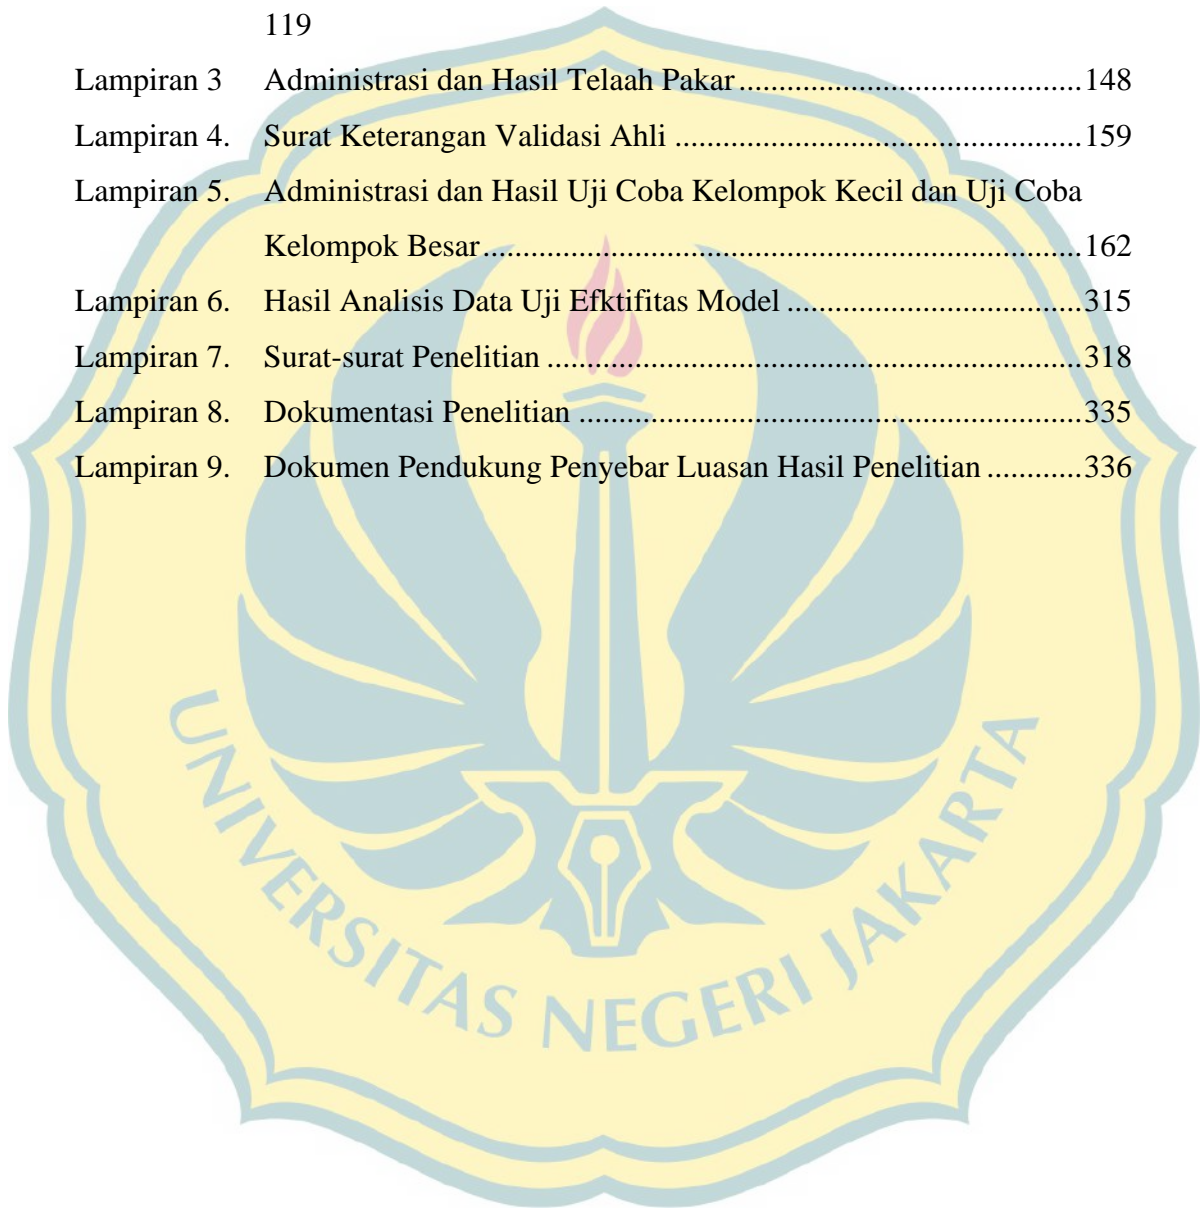 119
Lampiran 3 Administrasi dan Hasil Telaah Pakar...........................................148
Lampiran 4. Surat Keterangan Validasi Ahli ...................................................159
Lampiran 5. Administrasi dan Hasil Uji Coba Kelompok Kecil dan Uji Coba
Kelompok Besar...........................................................................162
Lampiran 6. Hasil Analisis Data Uji Efktifitas Model .....................................315
Lampiran 7. Surat-surat Penelitian ...................................................................318
Lampiran 8. Dokumentasi Penelitian ...............................................................335
Lampiran 9. Dokumen Pendukung Penyebar Luasan Hasil Penelitian ............336
UNIVERSITAS NEGERI JAKARTA